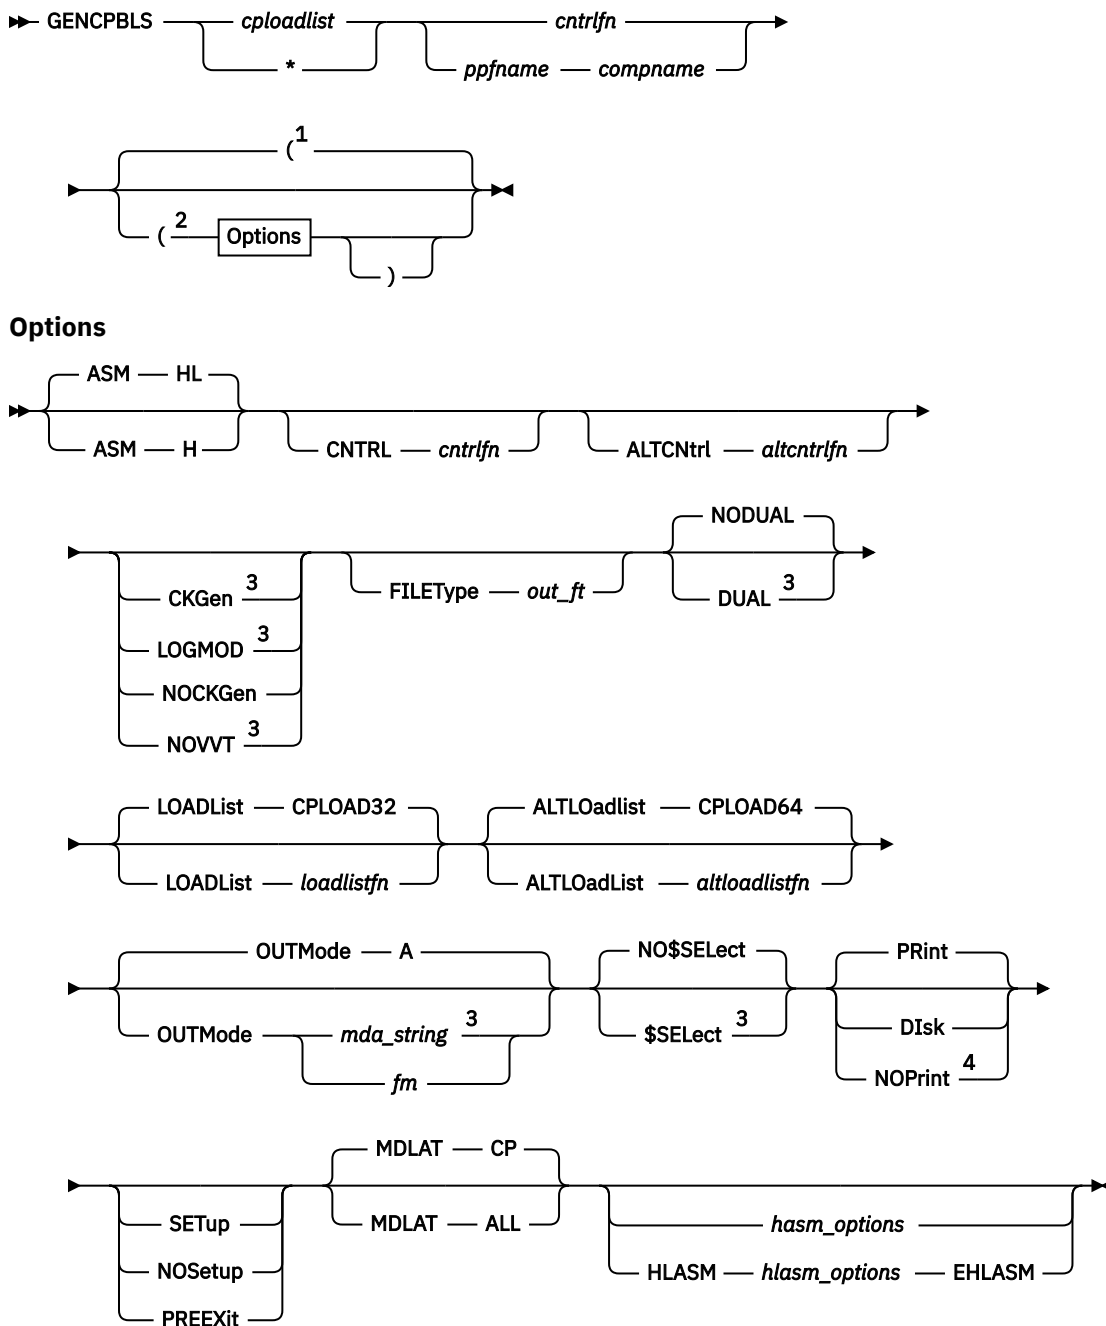 GENCPBLS cploadlist cntrlfn
* ppfname compname
( 1
( 2 Options )
Options
ASM HL
ASM H CNTRL cntrlfn ALTCNtrl altcntrlfn
NODUAL
CKGen 3 FILEType out_ft DUAL 3
LOGMOD 3
NOCKGen
NOVVT 3
LOADList CPLOAD32 ALTLOadlist CPLOAD64
LOADList loadlistfn ALTLOadList altloadlistfn
OUTMode A NO$SELect PRint
OUTMode mda_string 3 $SELect 3 DIsk
fm NOPrint 4
MDLAT CP
SETup MDLAT ALL hasm_options
NOSetup HLASM hlasm_options EHLASM
PREEXit